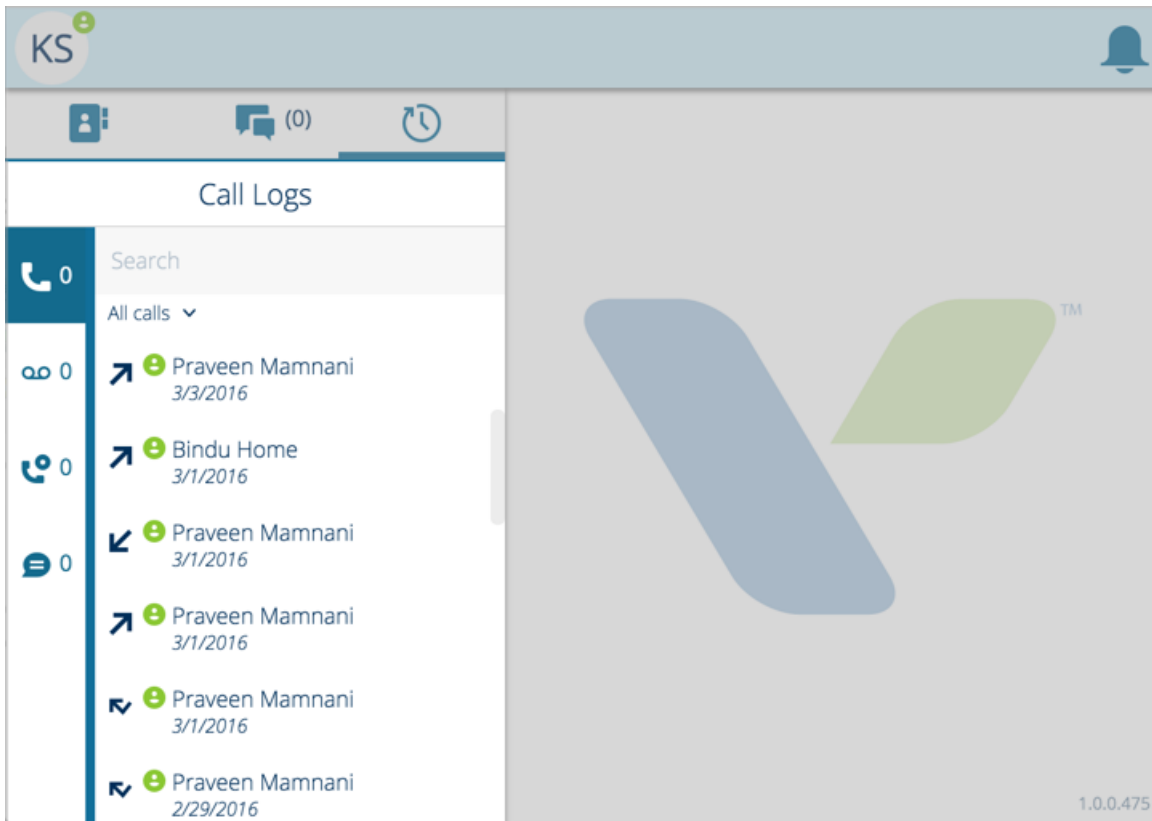 KS
(0)
Call Logs
0
Search
All calls
0
Praveen Mamnani
3/3/2016
0
Bindu Home
3/1/2016
0
Praveen Mamnani
3/1/2016
Praveen Mamnani
3/1/2016
Praveen Mamnani
3/1/2016
Praveen Mamnani
2/29/2016
TM
1.0.0.475